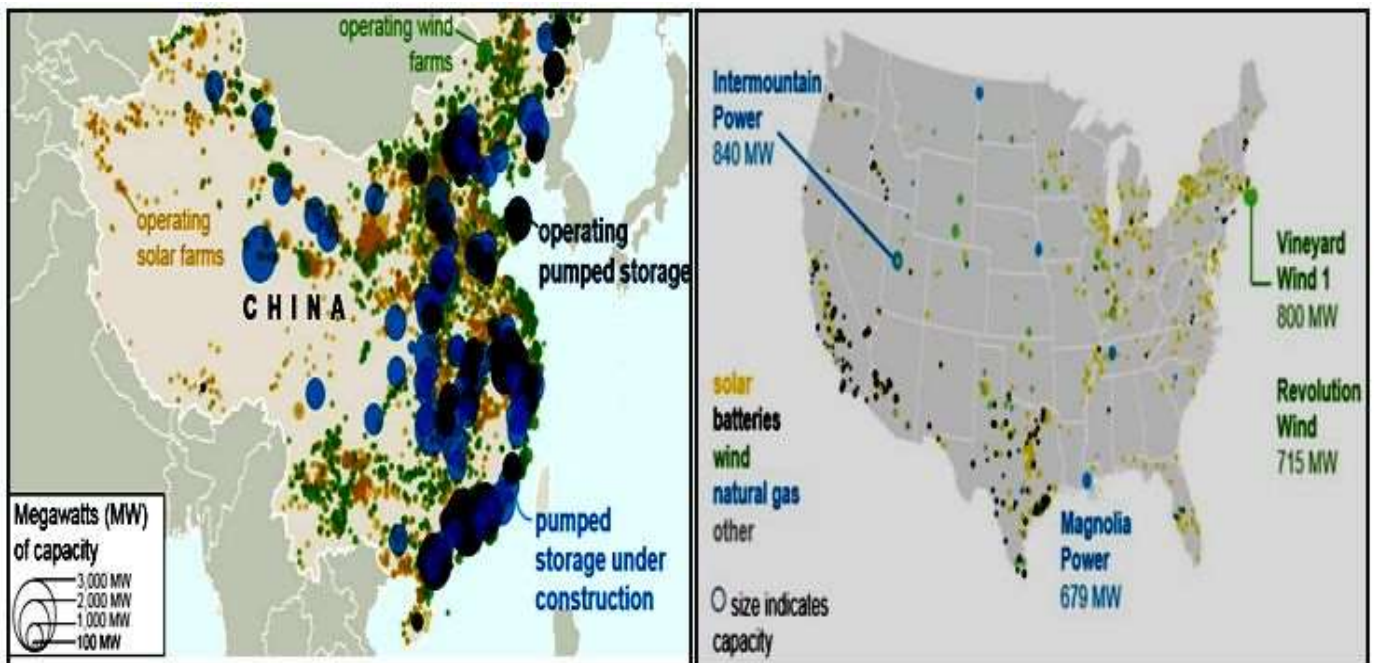 operating wind
farms
operating
solar farms
CHINA
operating
pumped storage
pumped
storage under
construction
Megawatts (MW)
of capacity
3,000 MW
2,000 MW
1,000 MW
100 MW
Intermountain
Power
840 MW
Vineyard
Wind 1
800 MW
Revolution
Wind
715 MW
Magnolia
Power
679 MW
solar
batteries
wind
natural gas
other
size indicates
capacity